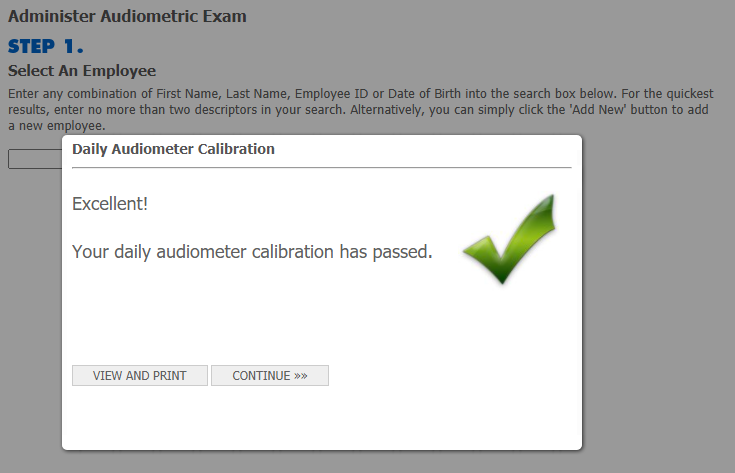 Administer Audiometric Exam
STEP 1.
Select An Employee
Enter any combination of First Name, Last Name, Employee ID or Date of Birth into the search box below. For the quickest
results, enter no more than two descriptors in your search. Alternatively, you can simply click the 'Add New' button to add
a new employee.
Daily Audiometer Calibration
Excellent!
Your daily audiometer calibration has passed.
VIEW AND PRINT
CONTINUE »»